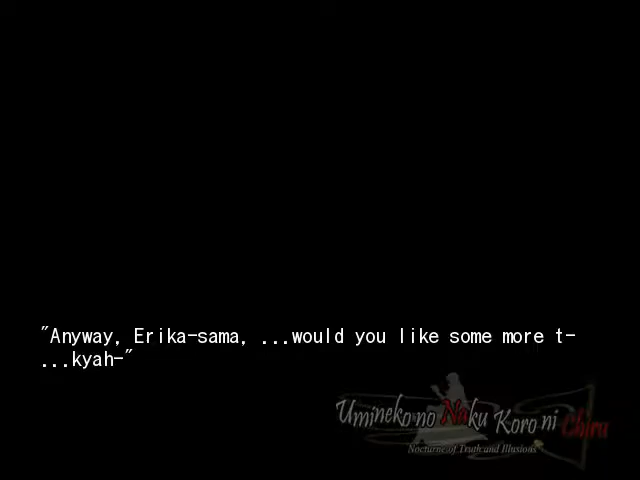 "Anyway, Erika-sama, ...would you like some more t-
...kyah-"
Umineko no Naku Koro ni Chiru
Nocturne of Truth and Illusions